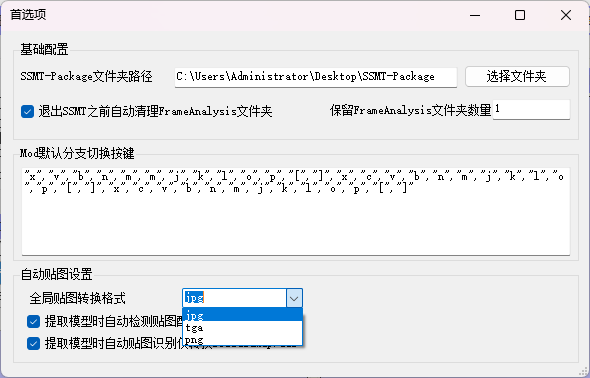 首选项
基础配置
SSMT-Package文件夹路径
C:\Users\Administrator\Desktop\SSMT-Package
选择文件夹
退出SSMT之前自动清理FrameAnalysis文件夹
保留FrameAnalysis文件夹数量
1
Mod默认分支切换按键
"x","v","b","n","m","m","j","k","l","o","p","[","]","x","c","v","b","n","m","j","k","l","o
","p","[","]","x","c","v","b","n","m","j","k","l","o","p","[","]"
自动贴图设置
全局贴图转换格式
jpg
jpg
tga
png
提取模型时自动检测贴图
提取模型时自动贴图识别仅